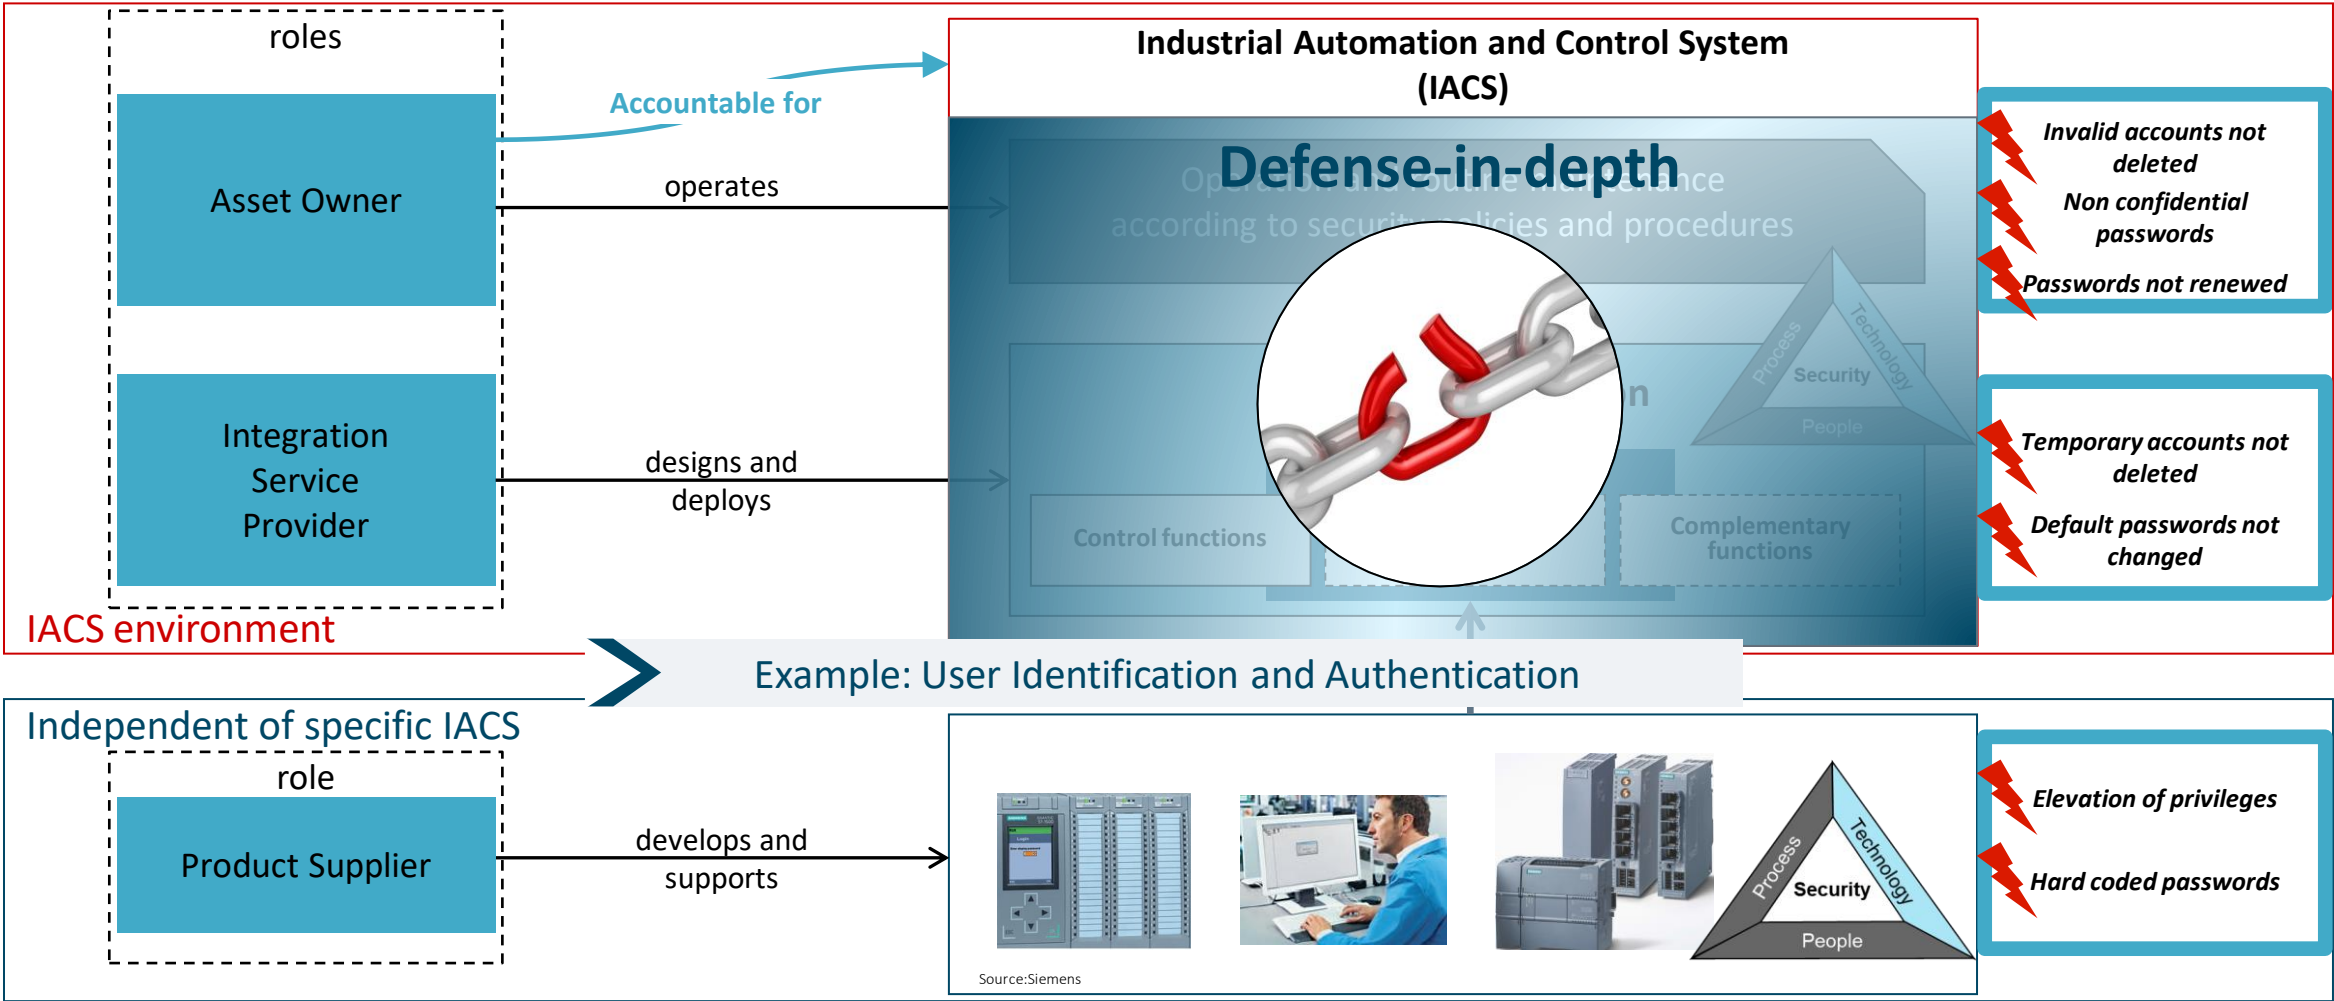 roles
Asset Owner
Integration
Service
Provider
IACS environment
Accountable for
operates
designs and
deploys
Industrial Automation and Control System
(IACS)
Defense-in-depth
maintenance
according to security policies and procedures
Process
Technology
Security
People
Control functions
Complementary
functions
Invalid accounts not
deleted
Non confidential
passwords
Passwords not renewed
Temporary accounts not
deleted
Default passwords not
changed
Example: User Identification and Authentication
Independent of specific IACS
role
Product Supplier
develops and
supports
Source:Siemens
Process
Technology
Security
People
Elevation of privileges
Hard coded passwords